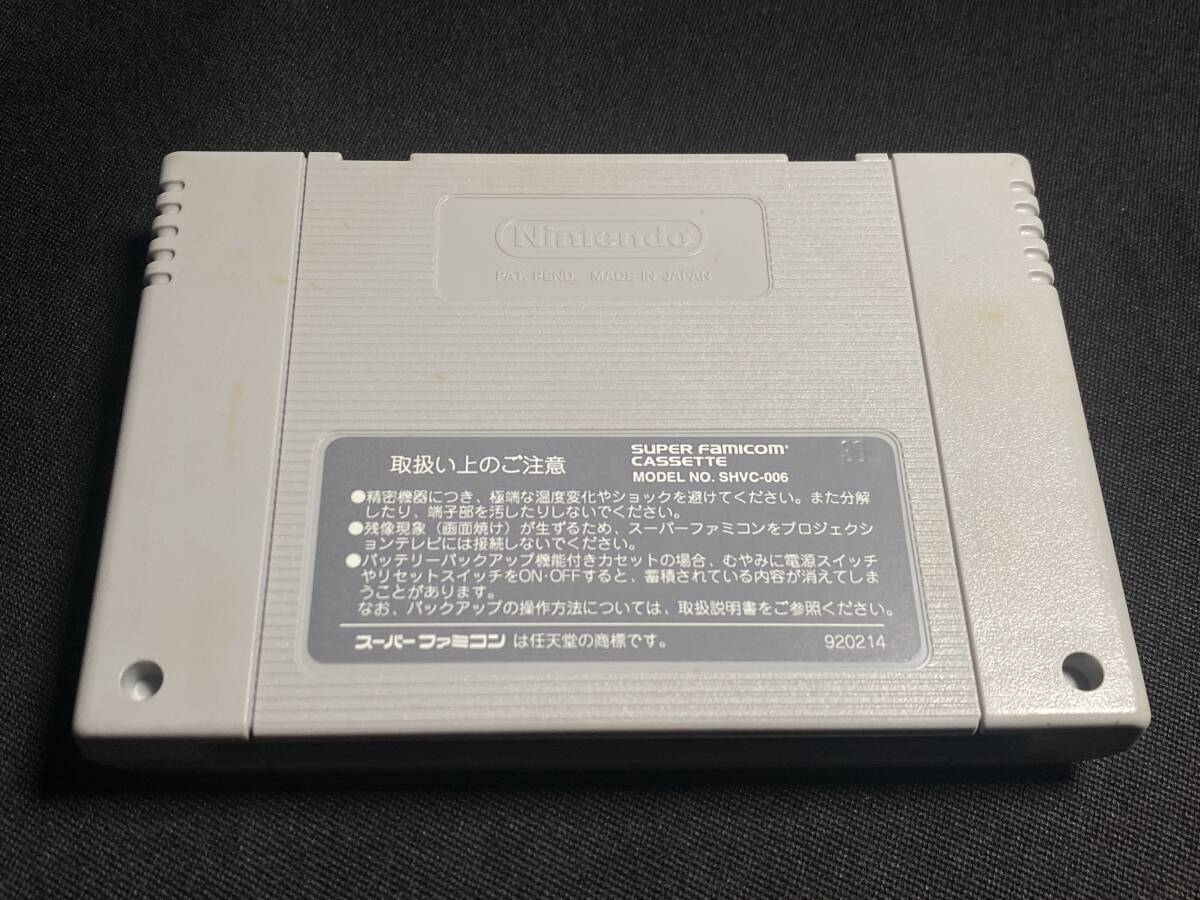 Nintendo
PAT. PEND. MADE IN JAPAN
取扱い上のご注意
SUPER FAMICOM
CASSETTE
MODEL NO. SHVC-006
●精密機器につき、極端な温度変化やショックを避けてください。また分解
したり、端子部を汚したりしないでください。
●残像現象（画面焼け）が生ずるため、スーパーファミコンをプロジェクシ
ョンテレビには接続しないでください。
●バッテリーバックアップ機能付きカセットの場合、むやみに電源スイッチ
やリセットスイッチをON・OFFすると、蓄積されている内容が消えてしま
うことがあります。
なお、バックアップの操作方法については、取扱説明書をご参照ください。
スーパーファミコンは任天堂の商標です。
920214